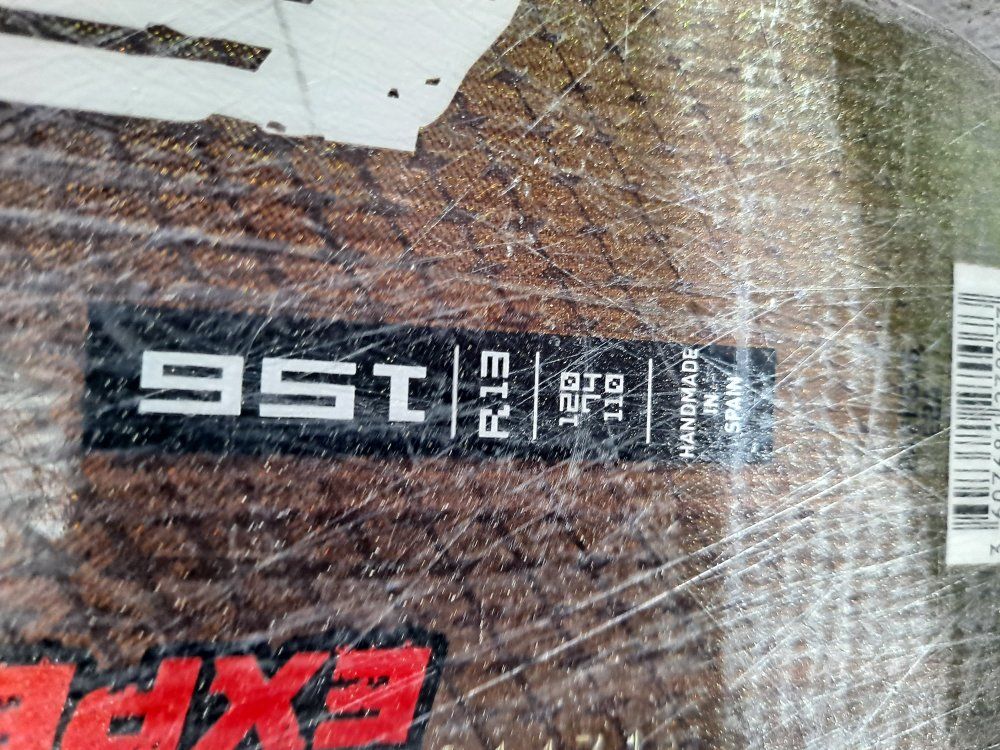 156
R13
120
74
110
HANDMADE
IN
SPAIN
EXPE